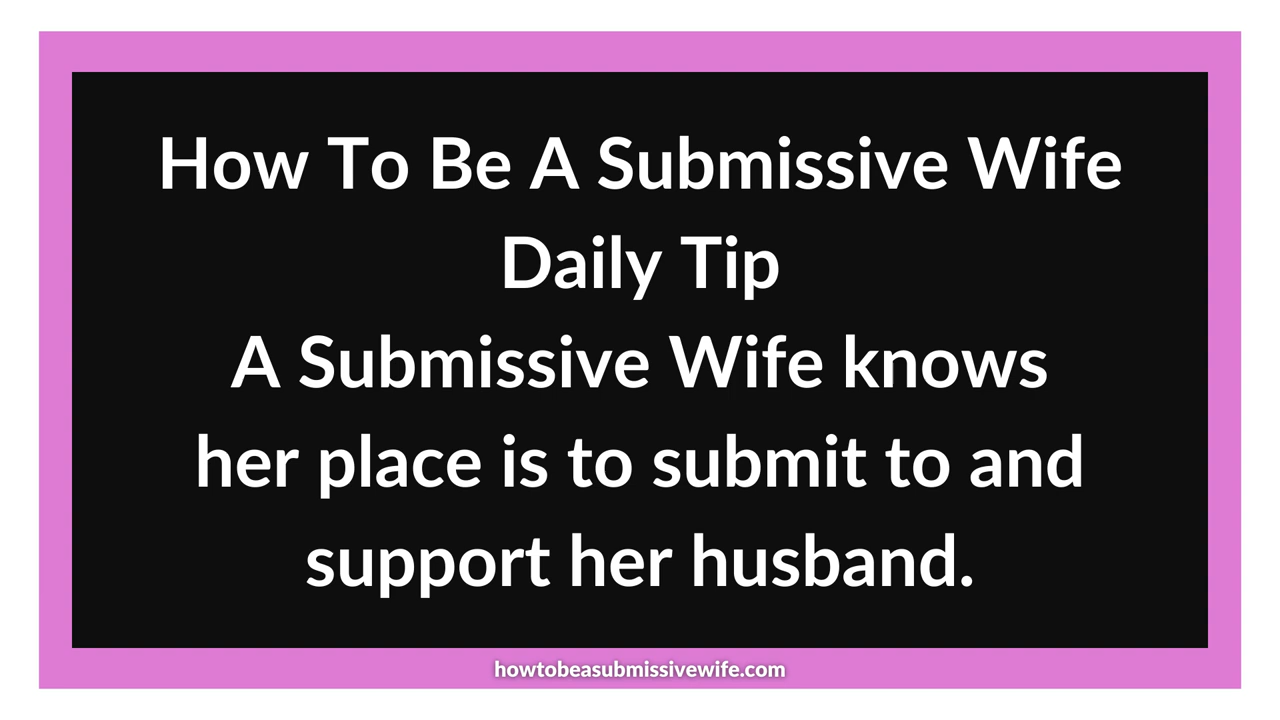 How To Be A Submissive Wife
Daily Tip
A Submissive Wife knows
her place is to submit to and
support her husband.
howtobeasubmissivewife.com